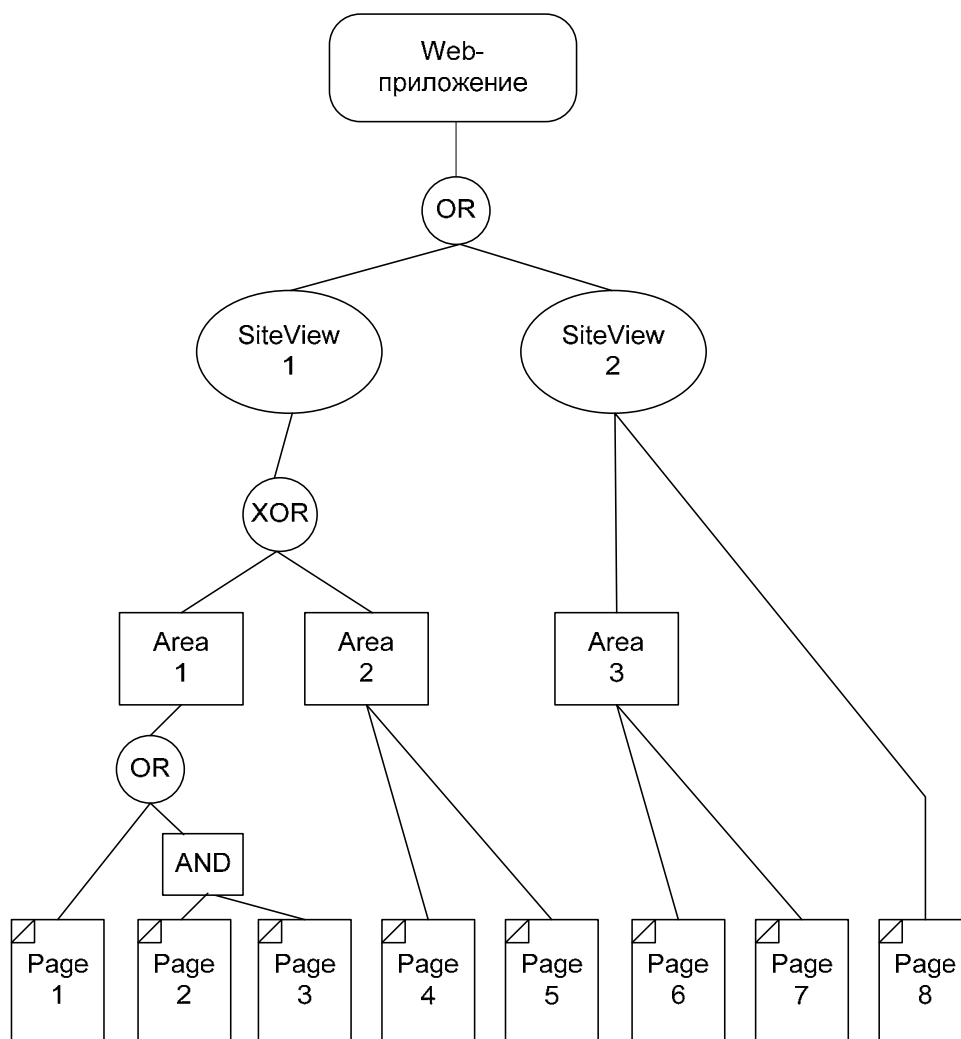 Web-
приложение
OR
SiteView
1
SiteView
2
XOR
Area
1
Area
2
Area
3
OR
AND
Page
1
Page
2
Page
3
Page
4
Page
5
Page
6
Page
7
Page
8